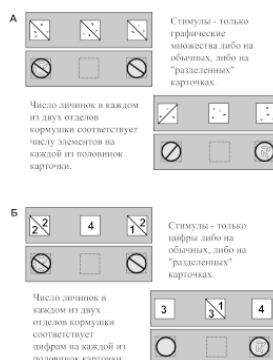 А
Стимулы - только
графические
множества либо на
обычных, либо на
"разделенных"
карточках.
Число личинок в каждом
из двух отделов
кормушки соответствует
числу элементов на
каждой из половинок
карточки.
Б
2 2
4
1 2
Стимулы - только
цифры либо на
обычных, либо на
"разделенных"
карточках.
Число личинок в
каждом из двух
отделов кормушки
соответствует
цифрам на каждой из
половинок карточки.
3
3 1
4